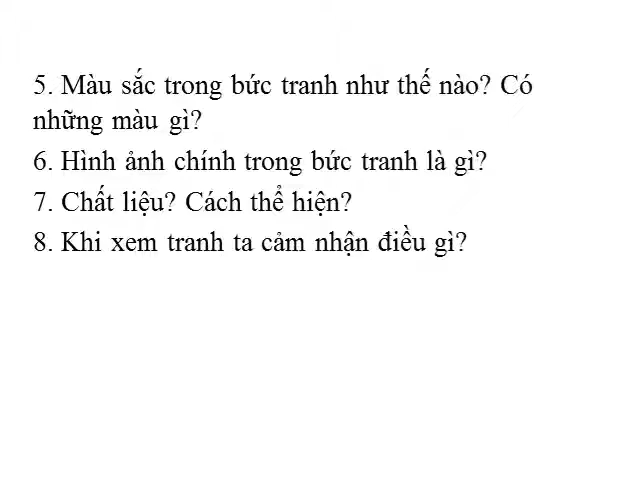 5. Màu sắc trong bức tranh như thế nào? Có
những màu gì?
6. Hình ảnh chính trong bức tranh là gì?
7. Chất liệu? Cách thể hiện?
8. Khi xem tranh ta cảm nhận điều gì?